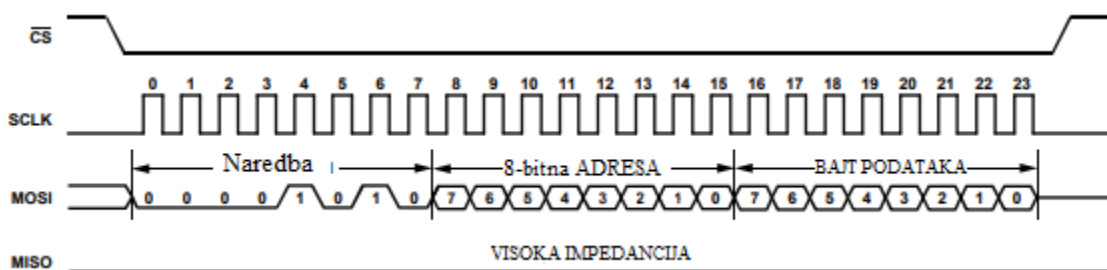 CS
0 1 2 3 4 5 6 7 8 9 10 11 12 13 14 15 16 17 18 19 20 21 22 23
SCLK
Naredba 8-bitna ADRESA BAJT PODATAKA
MOSI 0 0 0 0 1 0 1 0 7 6 5 4 3 2 1 0 7 6 5 4 3 2 1 0
VISOKA IMPEDANCIJA
MISO